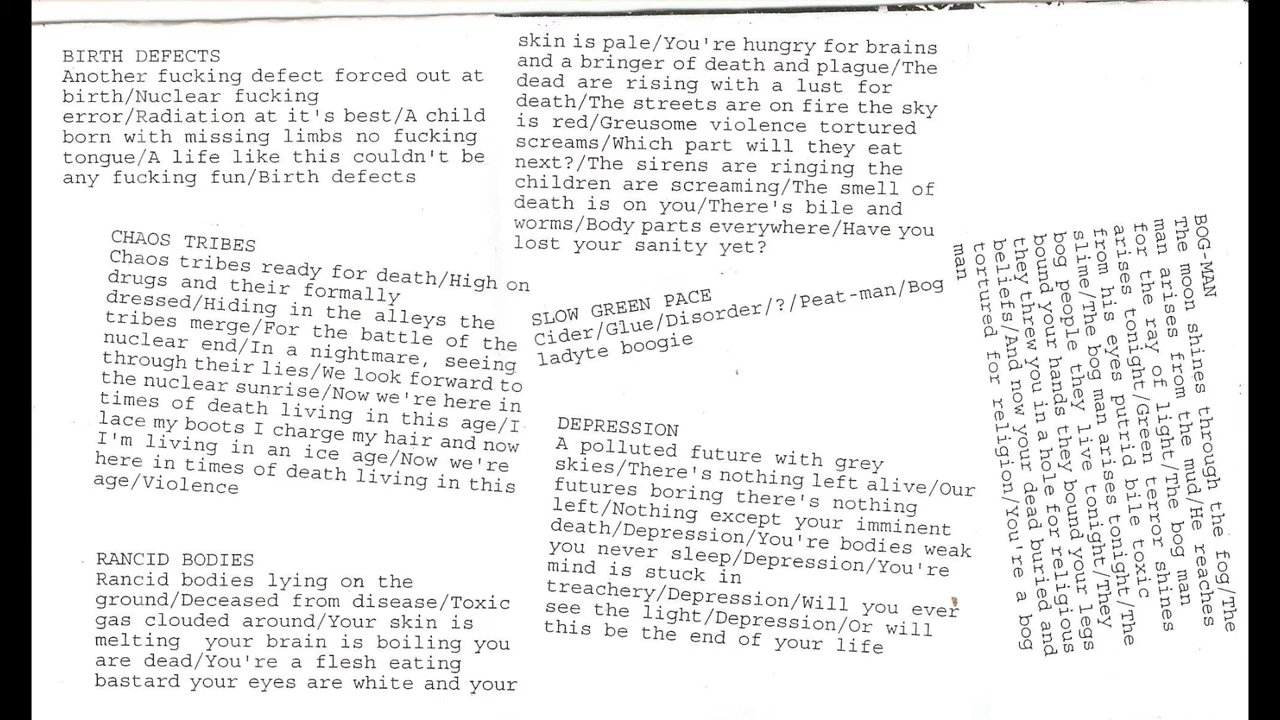 BIRTH DEFECTS
Another fucking defect forced out at
birth/Nuclear fucking
error/Radiation at it's best/A child
born with missing limbs no fucking
tongue/A life like this couldn't be
any fucking fun/Birth defects
CHAOS TRIBES
Chaos tribes ready for death/High on
drugs and their formally
dressed/Hiding in the alleys the
tribes merge/For the battle of the
nuclear end/In a nightmare, seeing
through their lies/We look forward to
the nuclear sunrise/Now we're here in
times of death living in this age/I
lace my boots I charge my hair and now
I'm living in an ice age/Now we're
here in times of death living in this
age/Violence
RANCID BODIES
Rancid bodies lying on the
ground/Deceased from disease/Toxic
gas clouded around/Your skin is
melting  your brain is boiling you
are dead/You're a flesh eating
bastard your eyes are white and your
skin is pale/You're hungry for brains
and a bringer of death and plague/The
dead are rising with a lust for
death/The streets are on fire the sky
is red/Greusome violence tortured
screams/Which part will they eat
next?/The sirens are ringing the
children are screaming/The smell of
death is on you/There's bile and
worms/Body parts everywhere/Have you
lost your sanity yet?
SLOW GREEN PACE
Cider/Glue/Disorder/?/Peat-man/Bog
ladyte boogie
DEPRESSION
A polluted future with grey
skies/There's nothing left alive/Our
futures boring there's nothing
left/Nothing except your imminent
death/Depression/You're bodies weak
you never sleep/Depression/You're
mind is stuck in
treachery/Depression/Will you ever
see the light/Depression/Or will
this be the end of your life
BOG-MAN
The moon shines through the fog/The
man arises from the mud/He reaches
for the ray of light/The bog man
arises tonight/Green terror shines
from his eyes putrid bile toxic
slime/The bog man arises tonight/The
bog people they live tonight/They
bound your hands they bound your legs
they threw you in a hole for religious
beliefs/And now your dead buried and
tortured for religion/You're a bog
man